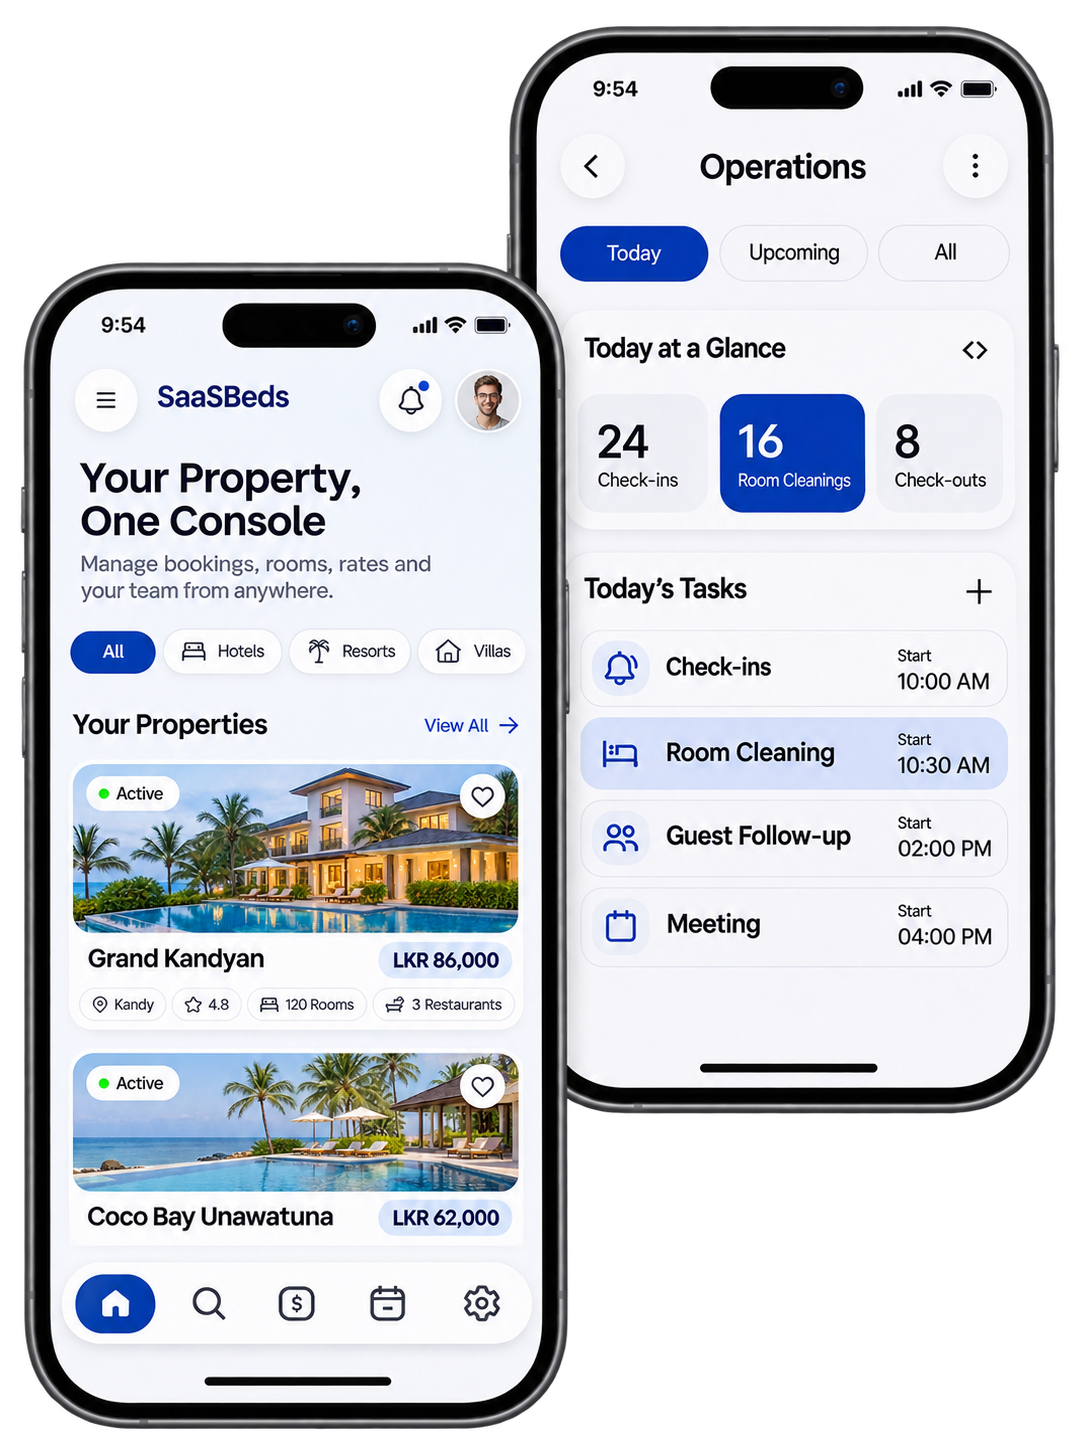 9:54
SaaSBeds
Your Property,
One Console
Manage bookings, rooms, rates and
your team from anywhere.
All
Hotels
Resorts
Villas
Your Properties
View All
Active
Grand Kandyan
LKR 86,000
Kandy
4.8
120 Rooms
3 Restaurants
Active
Coco Bay Unawatuna
LKR 62,000
$
9:54
Operations
Today
Upcoming
All
Today at a Glance
24
Check-ins
16
Room Cleanings
8
Check-outs
Today's Tasks
Check-ins
Start
10:00 AM
Room Cleaning
Start
10:30 AM
Guest Follow-up
Start
02:00 PM
Meeting
Start
04:00 PM